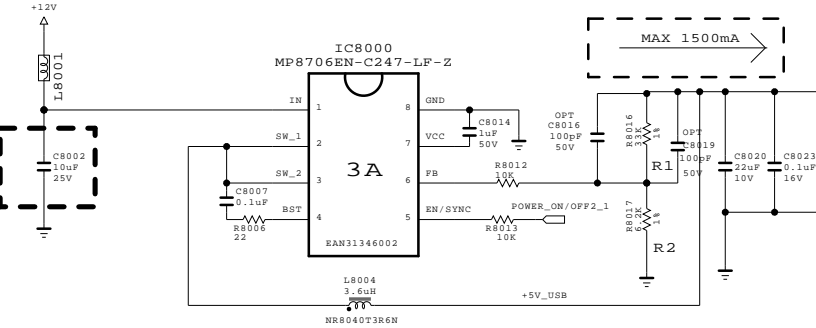 +12V
L8001
C8002
10uF
25V
IC8000
MP8706EN-C247-LF-Z
IN
1
SW_1
2
SW_2
3
BST
4
8
GND
7
VCC
6
FB
5
EN/SYNC
3A
EAN31346002
C8007
0.1uF
R8006
22
C8014
1uF
50V
R8012
10K
R8013
10K
POWER_ON/OFF2_1
OPT
C8016
100pF
50V
R8016
33K
1%
R1
OPT
C8019
100pF
50V
R8017
6.2K
1%
R2
MAX 1500mA
C8020
22uF
10V
C8023
0.1uF
16V
L8004
3.6uH
NR8040T3R6N
+5V_USB